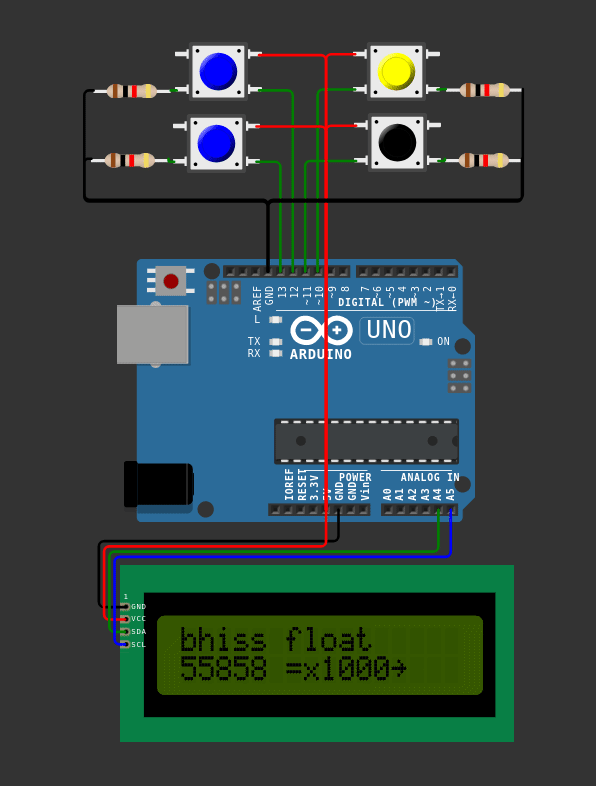 AREF
GND
13
12
~11
~10
~9
8
7
~6
~5
4
~3
2
TX→1
RX←0
DIGITAL (PWM ~)
L
TX
RX
UNO
ON
ARDUINO
IOREF
RESET
3.3V
5V
GND
GND
Vin
POWER
ANALOG IN
A0
A1
A2
A3
A4
A5
1
GND
VCC
SDA
SCL
bhiss float
55858 =x1000→